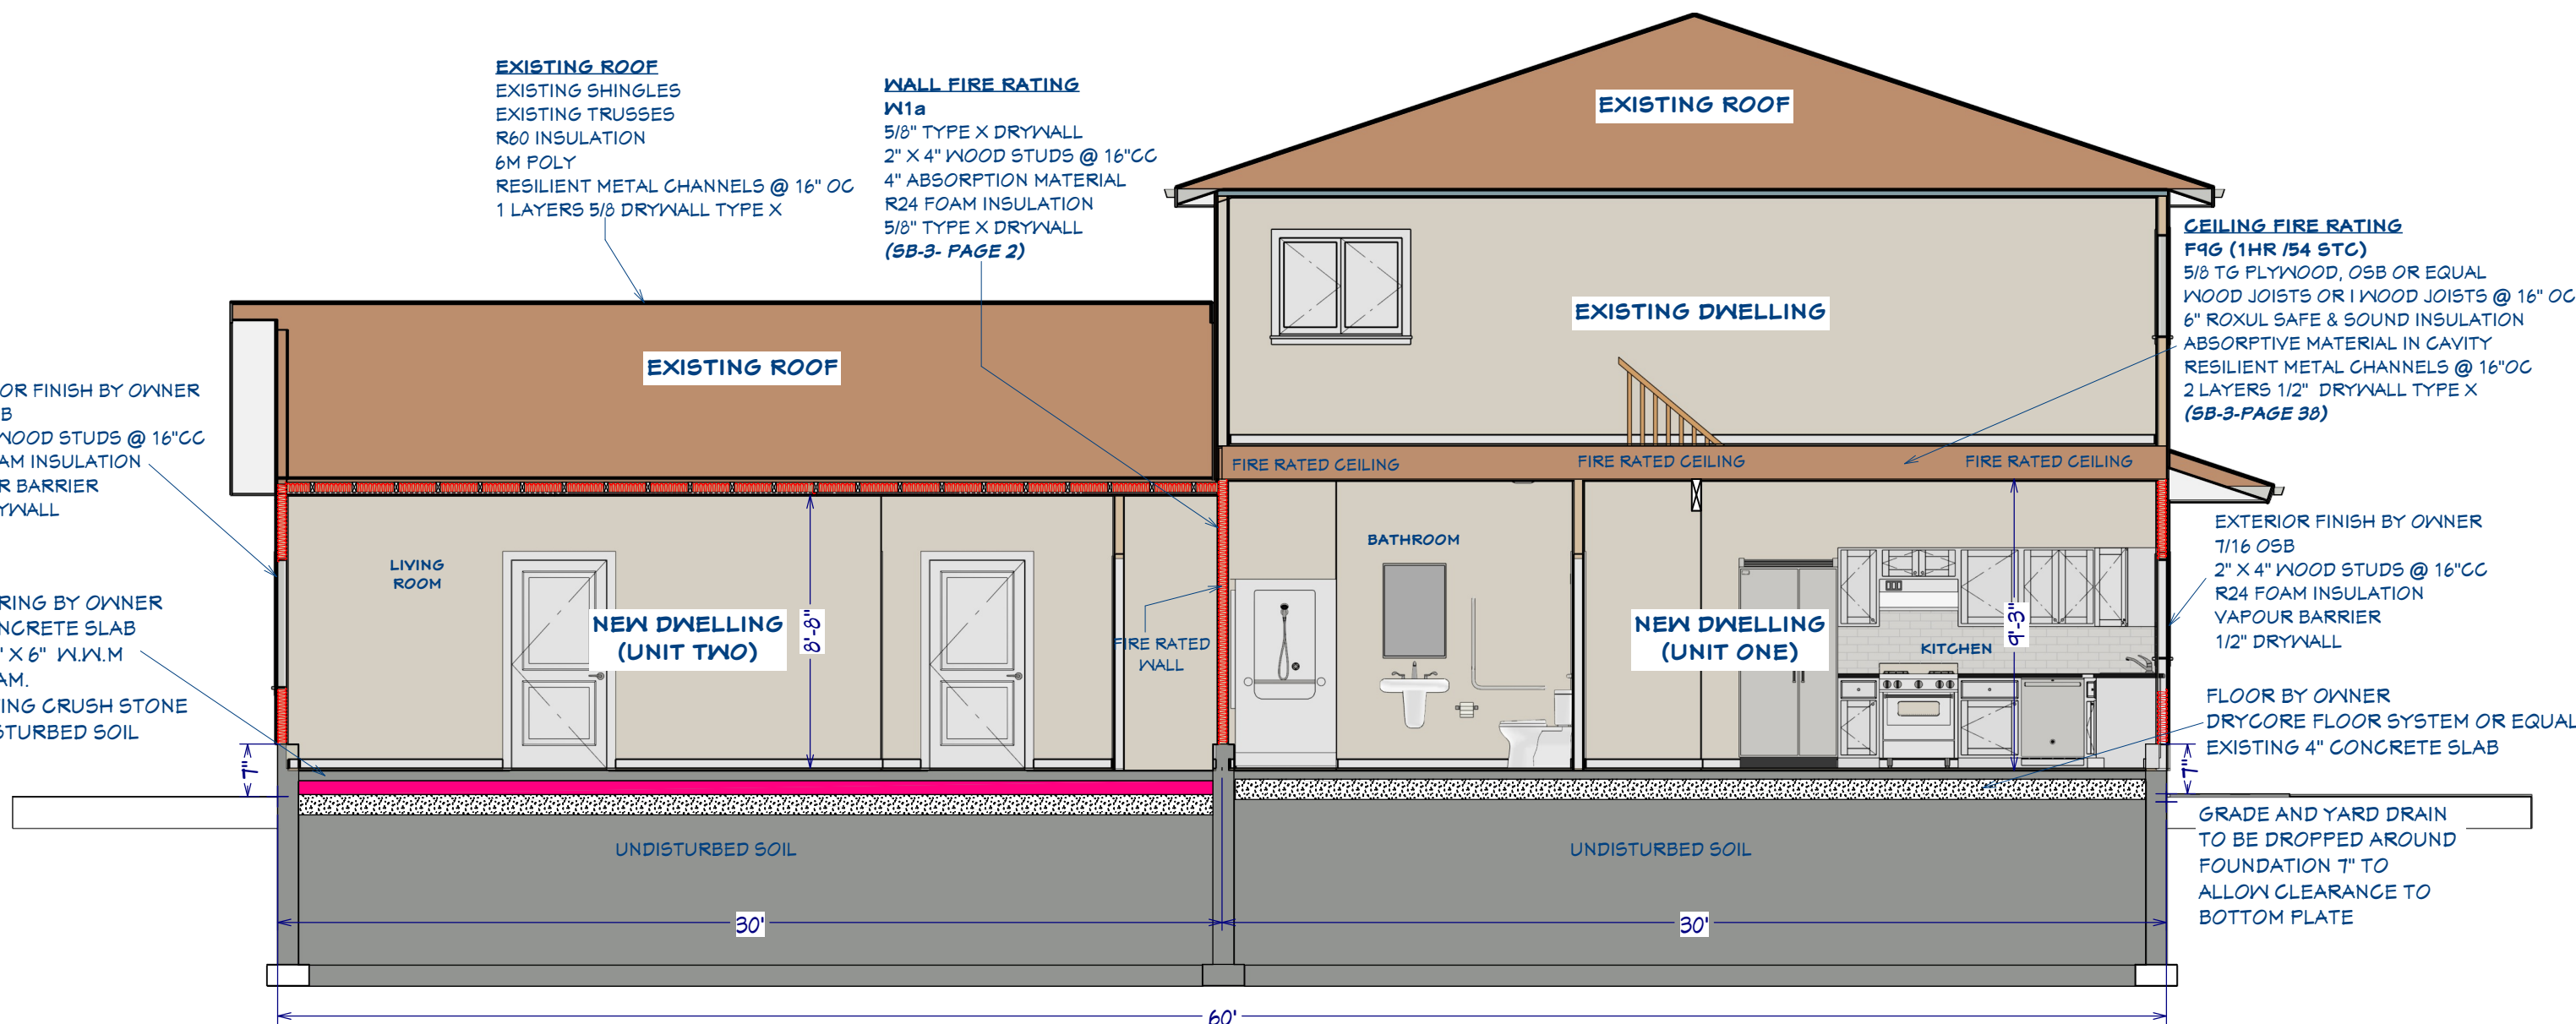 EXISTING ROOF
EXISTING SHINGLES
EXISTING TRUSSES
R60 INSULATION
6M POLY
RESILIENT METAL CHANNELS @ 16" OC
1 LAYERS 5/8 DRYWALL TYPE X
WALL FIRE RATING
W1a
5/8" TYPE X DRYWALL
2" X 4" WOOD STUDS @ 16"CC
4" ABSORPTION MATERIAL
R24 FOAM INSULATION
5/8" TYPE X DRYWALL
(SB-3- PAGE 2)
EXISTING ROOF
CEILING FIRE RATING
F9G (1HR /54 STC)
5/8 TG PLYWOOD, OSB OR EQUAL
WOOD JOISTS OR I WOOD JOISTS @ 16" OC
6" ROXUL SAFE & SOUND INSULATION
ABSORPTIVE MATERIAL IN CAVITY
RESILIENT METAL CHANNELS @ 16"OC
2 LAYERS 1/2" DRYWALL TYPE X
(SB-3-PAGE 38)
EXISTING DWELLING
EXISTING ROOF
OR FINISH BY OWNER
WOOD STUDS @ 16"CC
INSULATION
BARRIER
FIRE RATED CEILING
FIRE RATED CEILING
FIRE RATED CEILING
LIVING
ROOM
BATHROOM
EXTERIOR FINISH BY OWNER
7/16 OSB
2" X 4" WOOD STUDS @ 16"CC
R24 FOAM INSULATION
VAPOUR BARRIER
1/2" DRYWALL
BY OWNER
SLAB
X 6" W.W.M
CRUSH STONE
SOIL
NEW DWELLING
(UNIT TWO)
8'-8"
FIRE RATED
WALL
NEW DWELLING
(UNIT ONE)
KITCHEN
9'-3"
FLOOR BY OWNER
DRYCORE FLOOR SYSTEM OR EQUAL
EXISTING 4" CONCRETE SLAB
7"
7"
GRADE AND YARD DRAIN
TO BE DROPPED AROUND
FOUNDATION 7" TO
ALLOW CLEARANCE TO
BOTTOM PLATE
UNDISTURBED SOIL
UNDISTURBED SOIL
30'
30'
60'